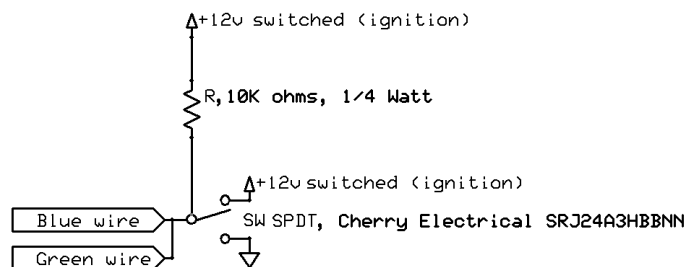 +12v switched (ignition)
R, 10K ohms, 1/4 Watt
+12v switched (ignition)
Blue wire
SW SPDT, Cherry Electrical SRJ24A3HBBNN
Green wire